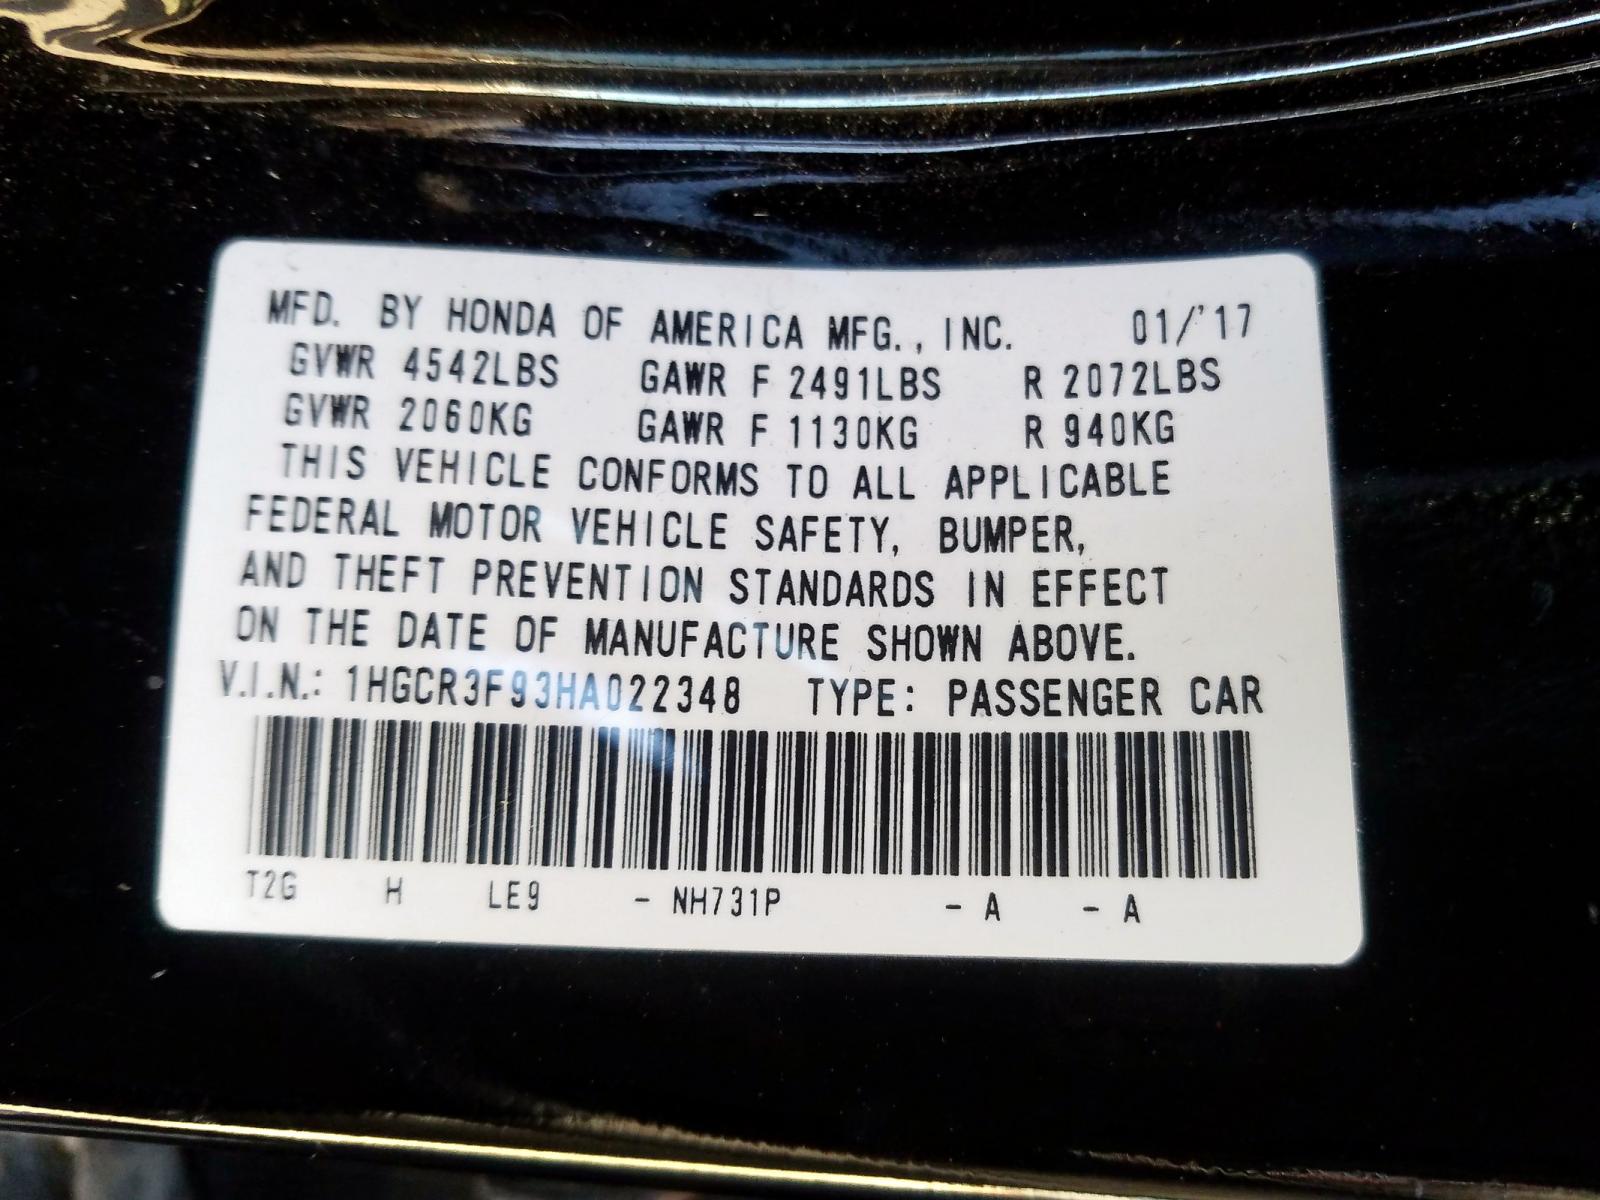 MFD. BY HONDA OF AMERICA MFG., INC. 01/'17
GVWR 4542LBS GAWR F 2491LBS R 2072LBS
GVWR 2060KG GAWR F 1130KG R 940KG
THIS VEHICLE CONFORMS TO ALL APPLICABLE
FEDERAL MOTOR VEHICLE SAFETY, BUMPER,
AND THEFT PREVENTION STANDARDS IN EFFECT
ON THE DATE OF MANUFACTURE SHOWN ABOVE.
V.I.N.: 1HGCR3F93HA022348 TYPE: PASSENGER CAR
T2G H LE9 - NH731P - A - A